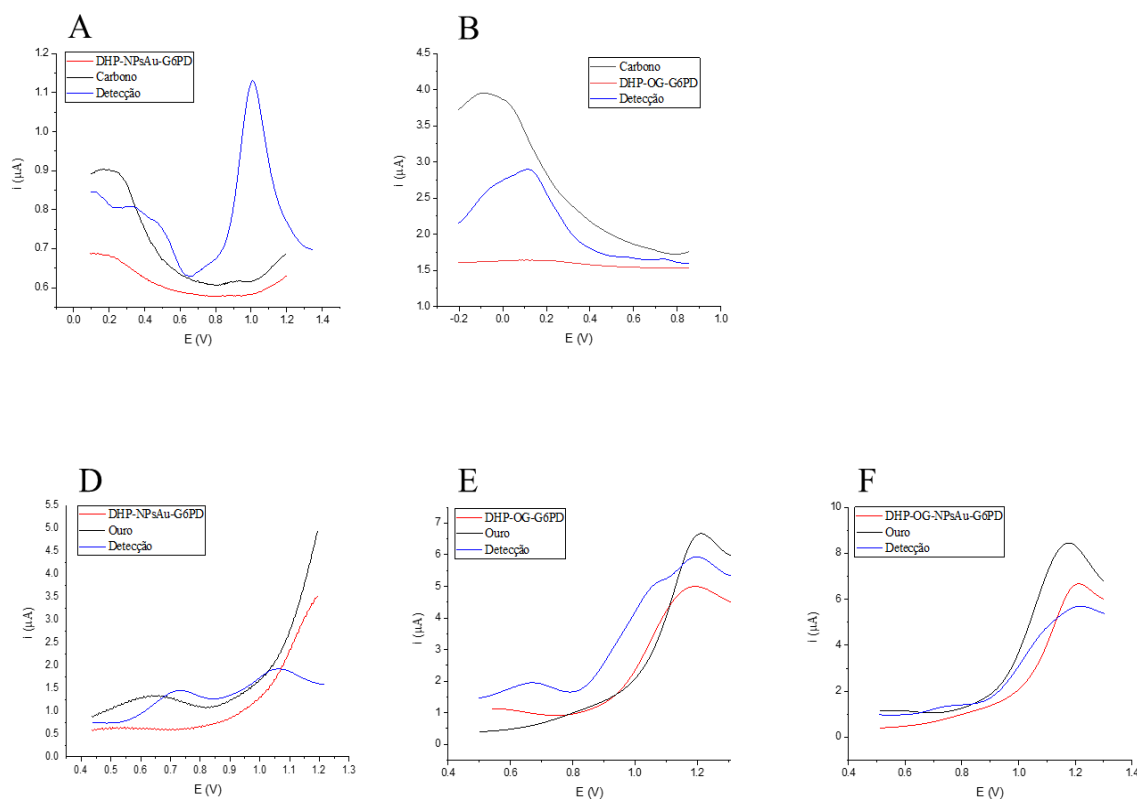 A
DHP-NPsAu-G6PD
Carbono
Detecção
i (µA)
1.2
1.1
1.0
0.9
0.8
0.7
0.6
0.0 0.2 0.4 0.6 0.8 1.0 1.2 1.4
E (V)
B
Carbono
DHP-OG-G6PD
Detecção
i (µA)
4.5
4.0
3.5
3.0
2.5
2.0
1.5
1.0
-0.2 0.0 0.2 0.4 0.6 0.8 1.0
E (V)
D
DHP-NPsAu-G6PD
Ouro
Detecção
i (µA)
5.5
5.0
4.5
4.0
3.5
3.0
2.5
2.0
1.5
1.0
0.5
0.0
0.4 0.5 0.6 0.7 0.8 0.9 1.0 1.1 1.2 1.3
E (V)
E
DHP-OG-G6PD
Ouro
Detecção
i (µA)
7
6
5
4
3
2
1
0
0.4 0.6 0.8 1.0 1.2
E (V)
F
DHP-OG-NPsAu-G6PD
Ouro
Detecção
i (µA)
10
8
6
4
2
0
0.4 0.6 0.8 1.0 1.2 1.4
E (V)